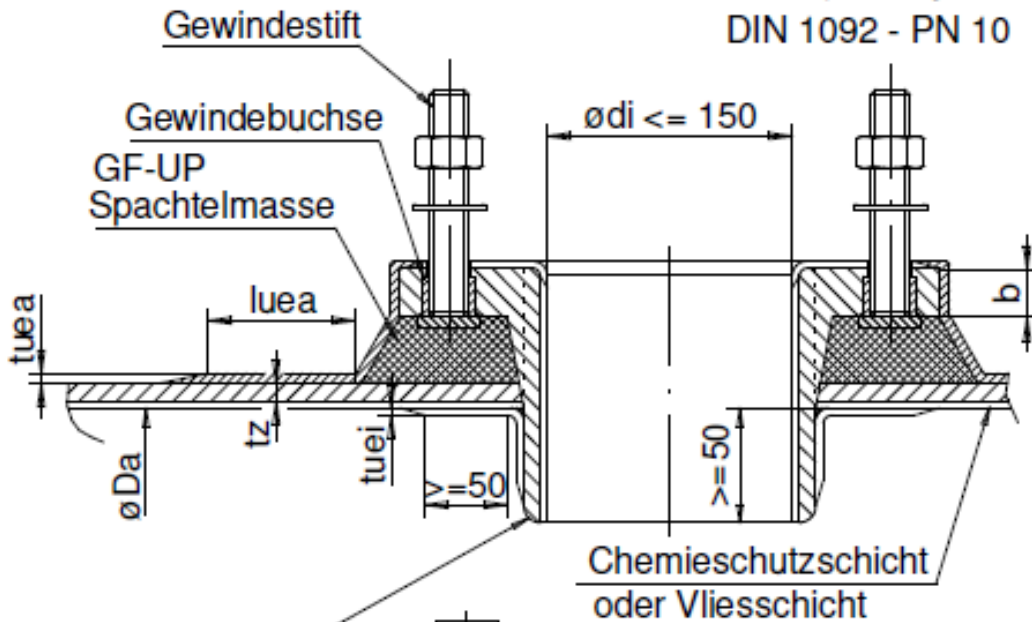 Gewindestift
DIN 1092 - PN 10
Gewindebuchse
ødi <= 150
GF-UP
Spachtelmasse
luea
tuea
b
tz
tuei
øDa
>=50
>=50
Chemieschutzschicht
oder Vliesschicht